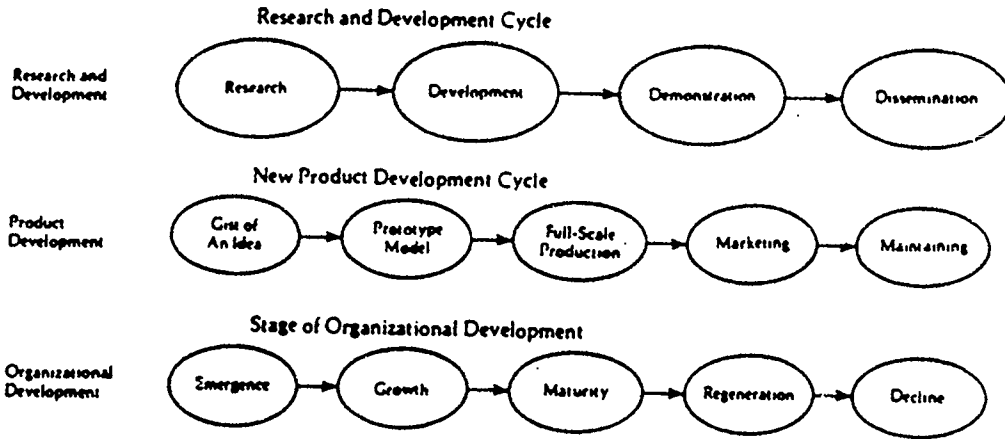 Research and Development Cycle
Research and
Development
Research
Development
Demonstration
Dissemination
New Product Development Cycle
Product
Development
Gist of
An Idea
Prototype
Model
Full-Scale
Production
Marketing
Maintaining
Stage of Organizational Development
Organizational
Development
Emergence
Growth
Maturity
Regeneration
Decline